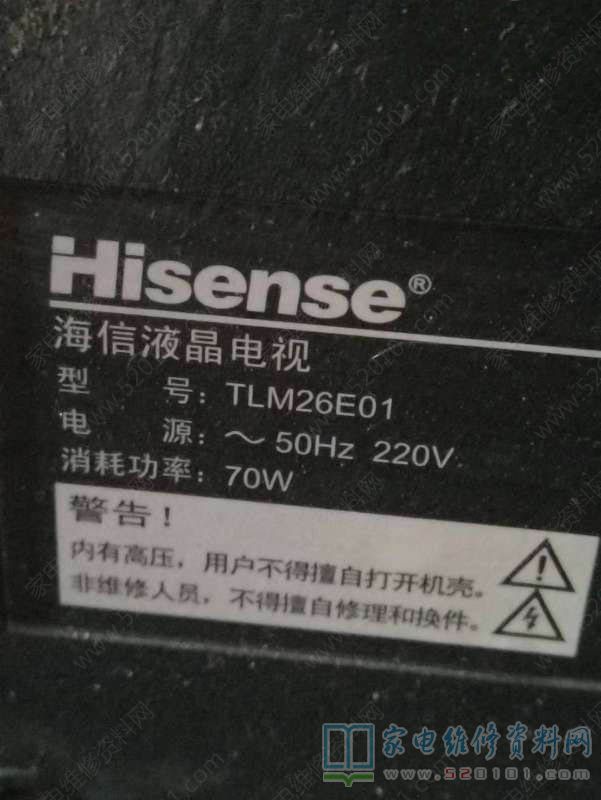 Hisense®
海信液晶电视
型 号：TLM26E01
电 源：～ 50Hz 220V
消耗功率：70W
警告！
内有高压，用户不得擅自打开机壳。
非维修人员，不得擅自修理和换件。
家电维修资料网
www.520101.com